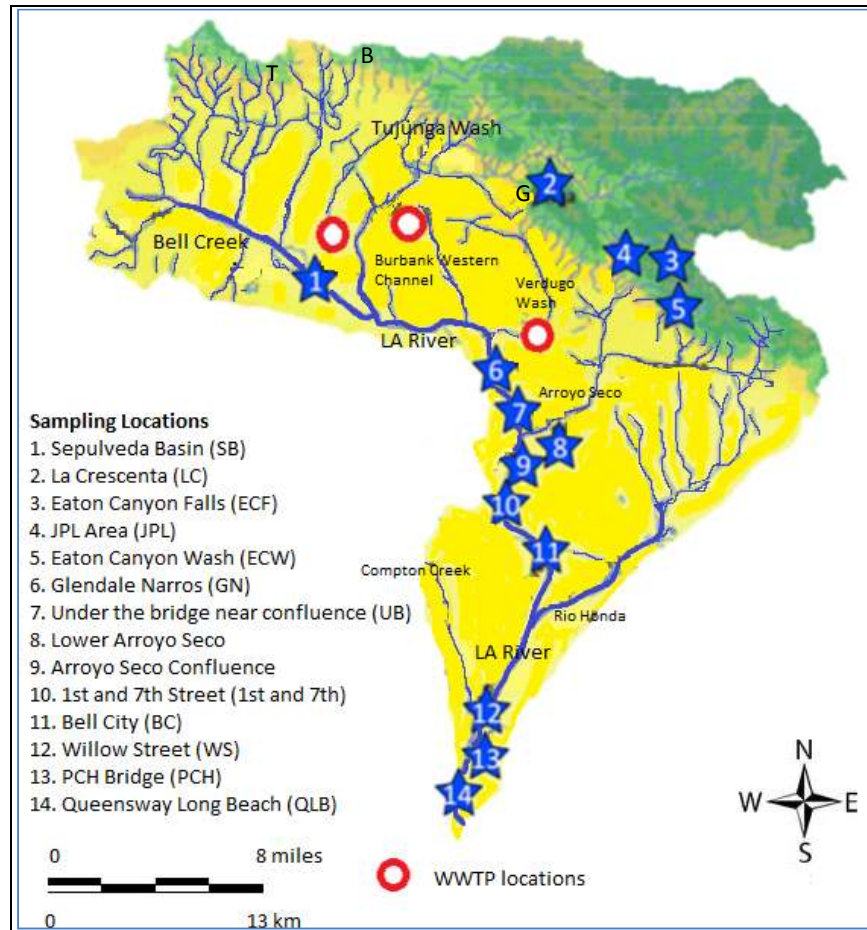 B
T
Tujunga Wash
2
G
Bell Creek
4
3
Burbank Western
Channel
1
Verdugo
Wash
5
LA River
6
Arroyo Seco
7
8
9
10
11
Compton Creek
Rio Honda
LA River
12
13
14
Sampling Locations
1. Sepulveda Basin (SB)
2. La Crescenta (LC)
3. Eaton Canyon Falls (ECF)
4. JPL Area (JPL)
5. Eaton Canyon Wash (ECW)
6. Glendale Narros (GN)
7. Under the bridge near confluence (UB)
8. Lower Arroyo Seco
9. Arroyo Seco Confluence
10. 1st and 7th Street (1st and 7th)
11. Bell City (BC)
12. Willow Street (WS)
13. PCH Bridge (PCH)
14. Queensway Long Beach (QLB)
N
W E
S
0 8 miles
0 13 km
WWTP locations